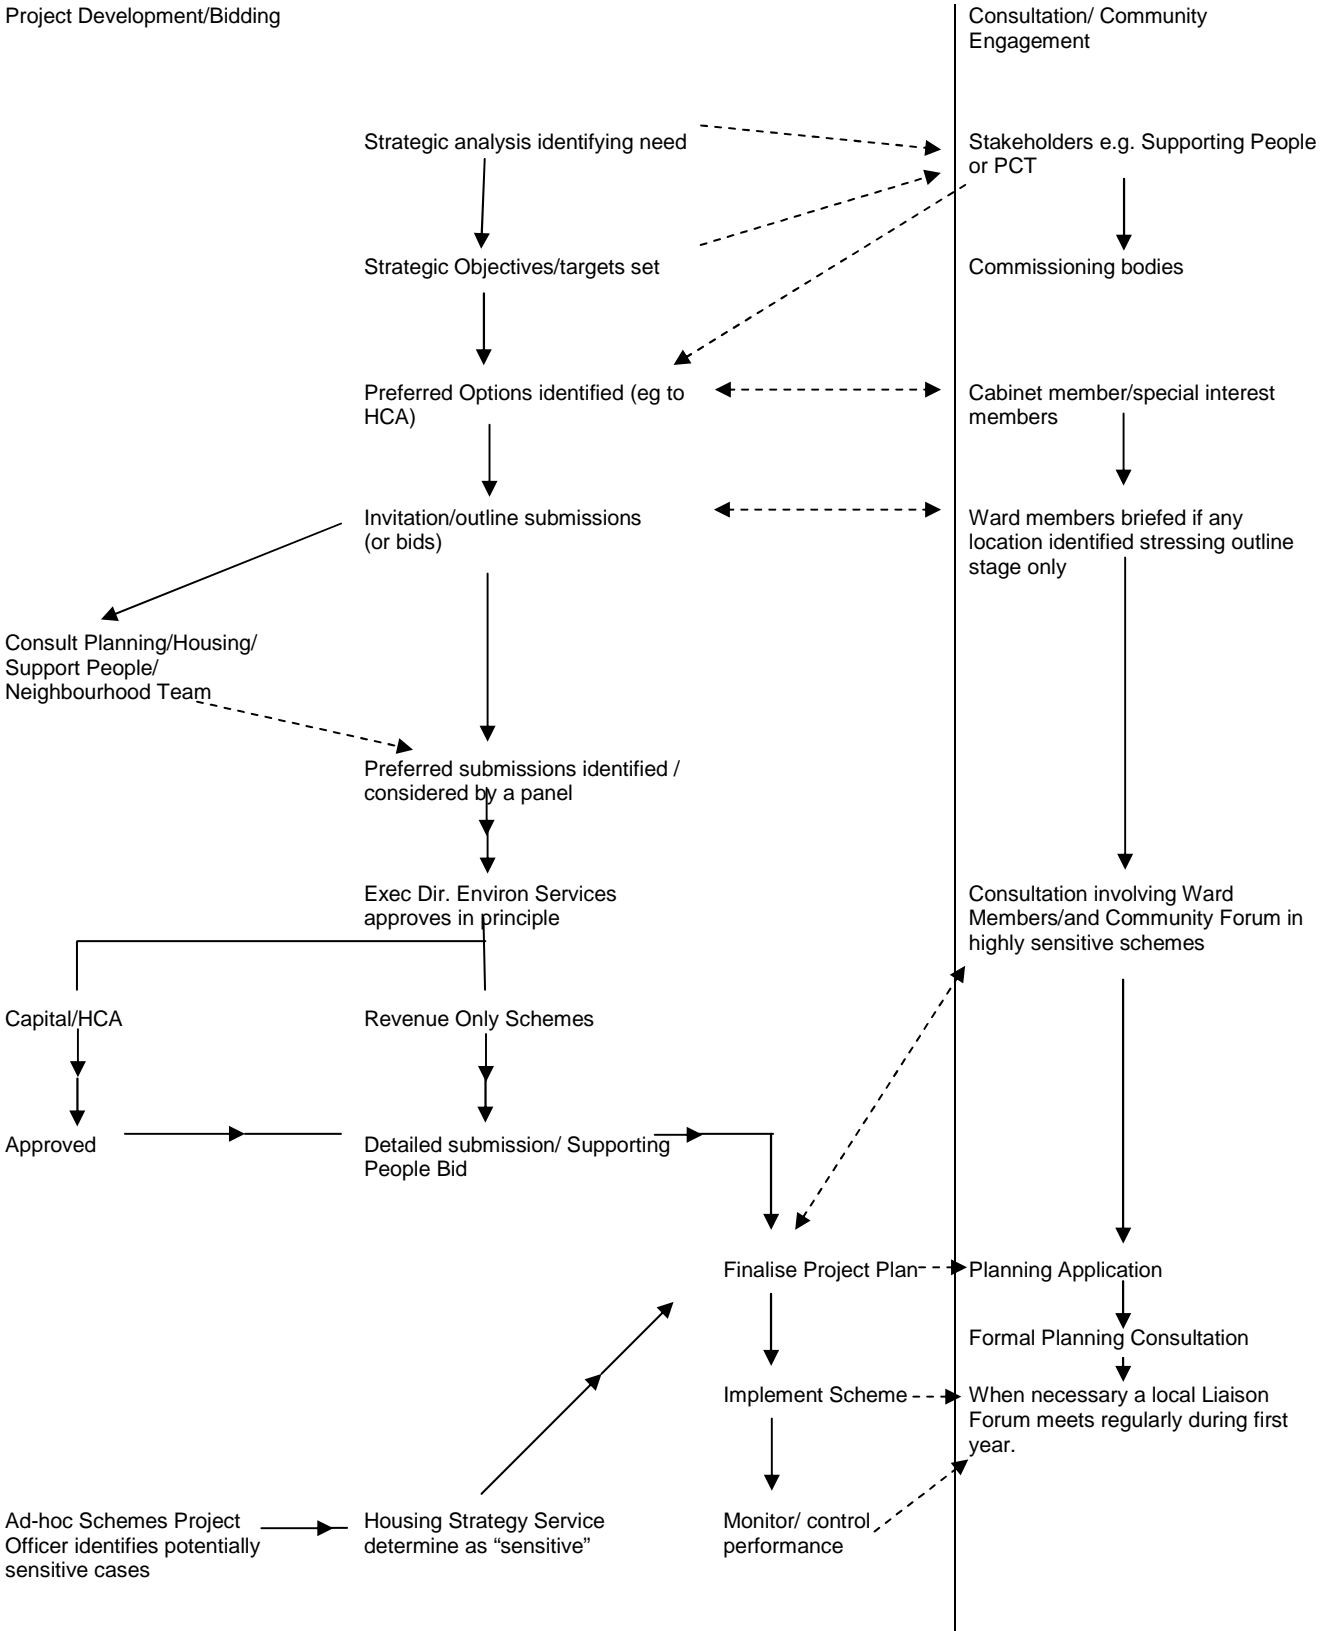 Project Development/Bidding
Consultation/ Community
Engagement
Strategic analysis identifying need
Stakeholders e.g. Supporting People
or PCT
Strategic Objectives/targets set
Commissioning bodies
Preferred Options identified (eg to
HCA)
Cabinet member/special interest
members
Invitation/outline submissions
(or bids)
Ward members briefed if any
location identified stressing outline
stage only
Consult Planning/Housing/
Support People/
Neighbourhood Team
Preferred submissions identified /
considered by a panel
Exec Dir. Environ Services
approves in principle
Consultation involving Ward
Members/and Community Forum in
highly sensitive schemes
Capital/HCA
Revenue Only Schemes
Approved
Detailed submission/ Supporting
People Bid
Finalise Project Plan
Planning Application
Formal Planning Consultation
Implement Scheme
When necessary a local Liaison
Forum meets regularly during first
year.
Ad-hoc Schemes Project
Officer identifies potentially
sensitive cases
Housing Strategy Service
determine as “sensitive”
Monitor/ control
performance